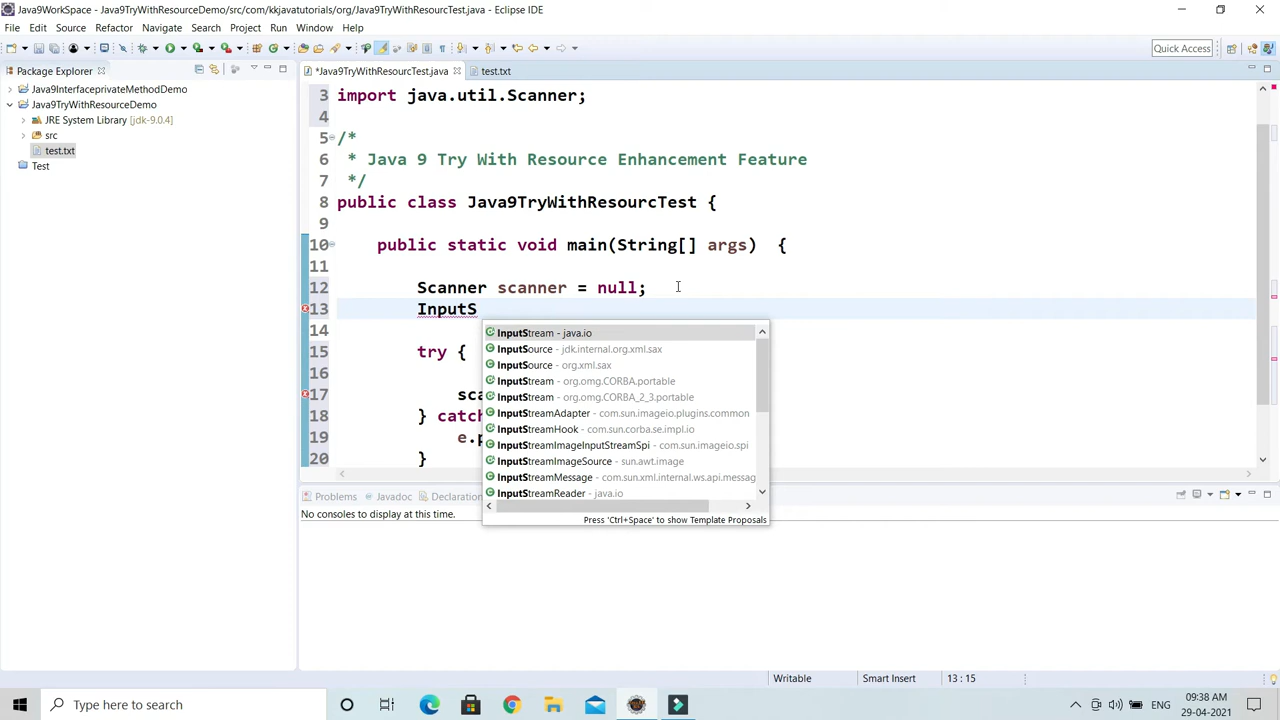 Java9WorkSpace - Java9TryWithResourceDemo/src/com/kkjavatutorials/org/Java9TryWithResourcTest.java - Eclipse IDE
File Edit Source Refactor Navigate Search Project Run Window Help
Quick Access
Package Explorer
*Java9TryWithResourcTest.java
test.txt
Java9InterfaceprivateMethodDemo
Java9TryWithResourceDemo
JRE System Library [jdk-9.0.4]
src
test.txt
Test
3 import java.util.Scanner;
4
5 /*
6 * Java 9 Try With Resource Enhancement Feature
7 */
8 public class Java9TryWithResourcTest {
9
10 public static void main(String[] args) {
11
12 Scanner scanner = null;
13 InputS
14
15 try {
16
17 sca
18 } catch
19 e.p
20 }
InputStream - java.io
InputSource - jdk.internal.org.xml.sax
InputSource - org.xml.sax
InputStream - org.omg.CORBA.portable
InputStream - org.omg.CORBA_2_3.portable
InputStreamAdapter - com.sun.imageio.plugins.common
InputStreamHook - com.sun.corba.se.impl.io
InputStreamImageInputStreamSpi - com.sun.imageio.spi
InputStreamImageSource - sun.awt.image
InputStreamMessage - com.sun.xml.internal.ws.api.messag
InputStreamReader - java.io
Press 'Ctrl+Space' to show Template Proposals
Problems Javadoc Declaration
No consoles to display at this time.
Writable Smart Insert 13 : 15
Type here to search
ENG
09:38 AM
29-04-2021